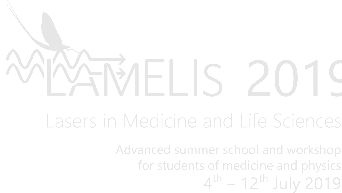 LAMELIS 2019
Lasers in Medicine and Life Sciences
Advanced summer school and workshop
for students of medicine and physics
4th – 12th July 2019